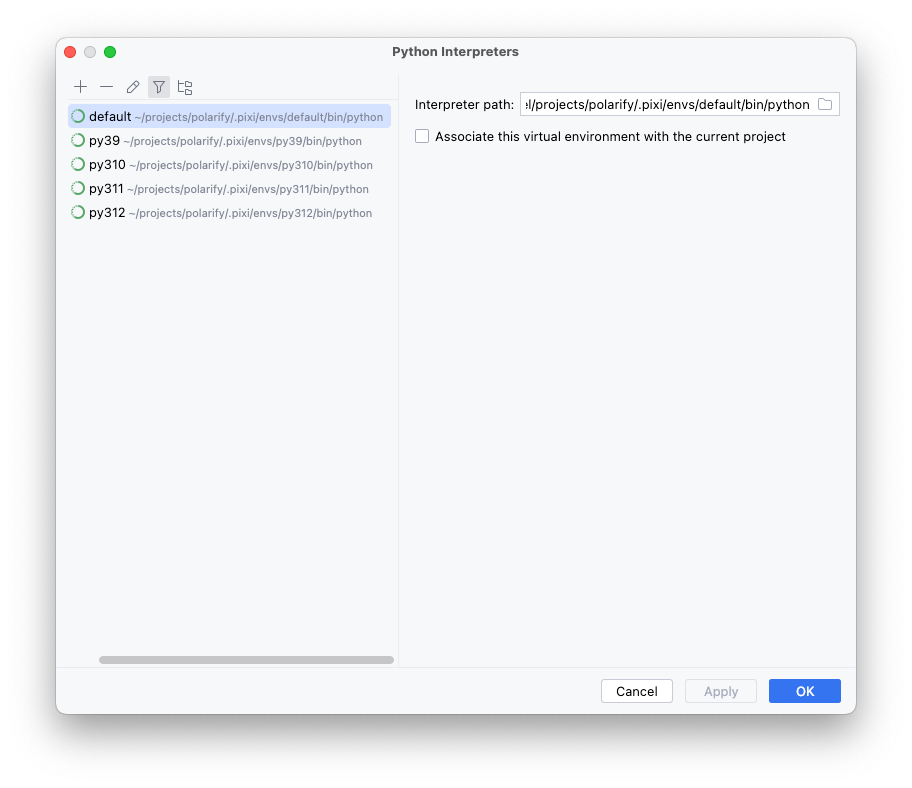 Python Interpreters
default ~/projects/polarify/.pixi/envs/default/bin/python
py39 ~/projects/polarify/.pixi/envs/py39/bin/python
py310 ~/projects/polarify/.pixi/envs/py310/bin/python
py311 ~/projects/polarify/.pixi/envs/py311/bin/python
py312 ~/projects/polarify/.pixi/envs/py312/bin/python
Interpreter path: l/projects/polarify/.pixi/envs/default/bin/python
Associate this virtual environment with the current project
Cancel Apply OK